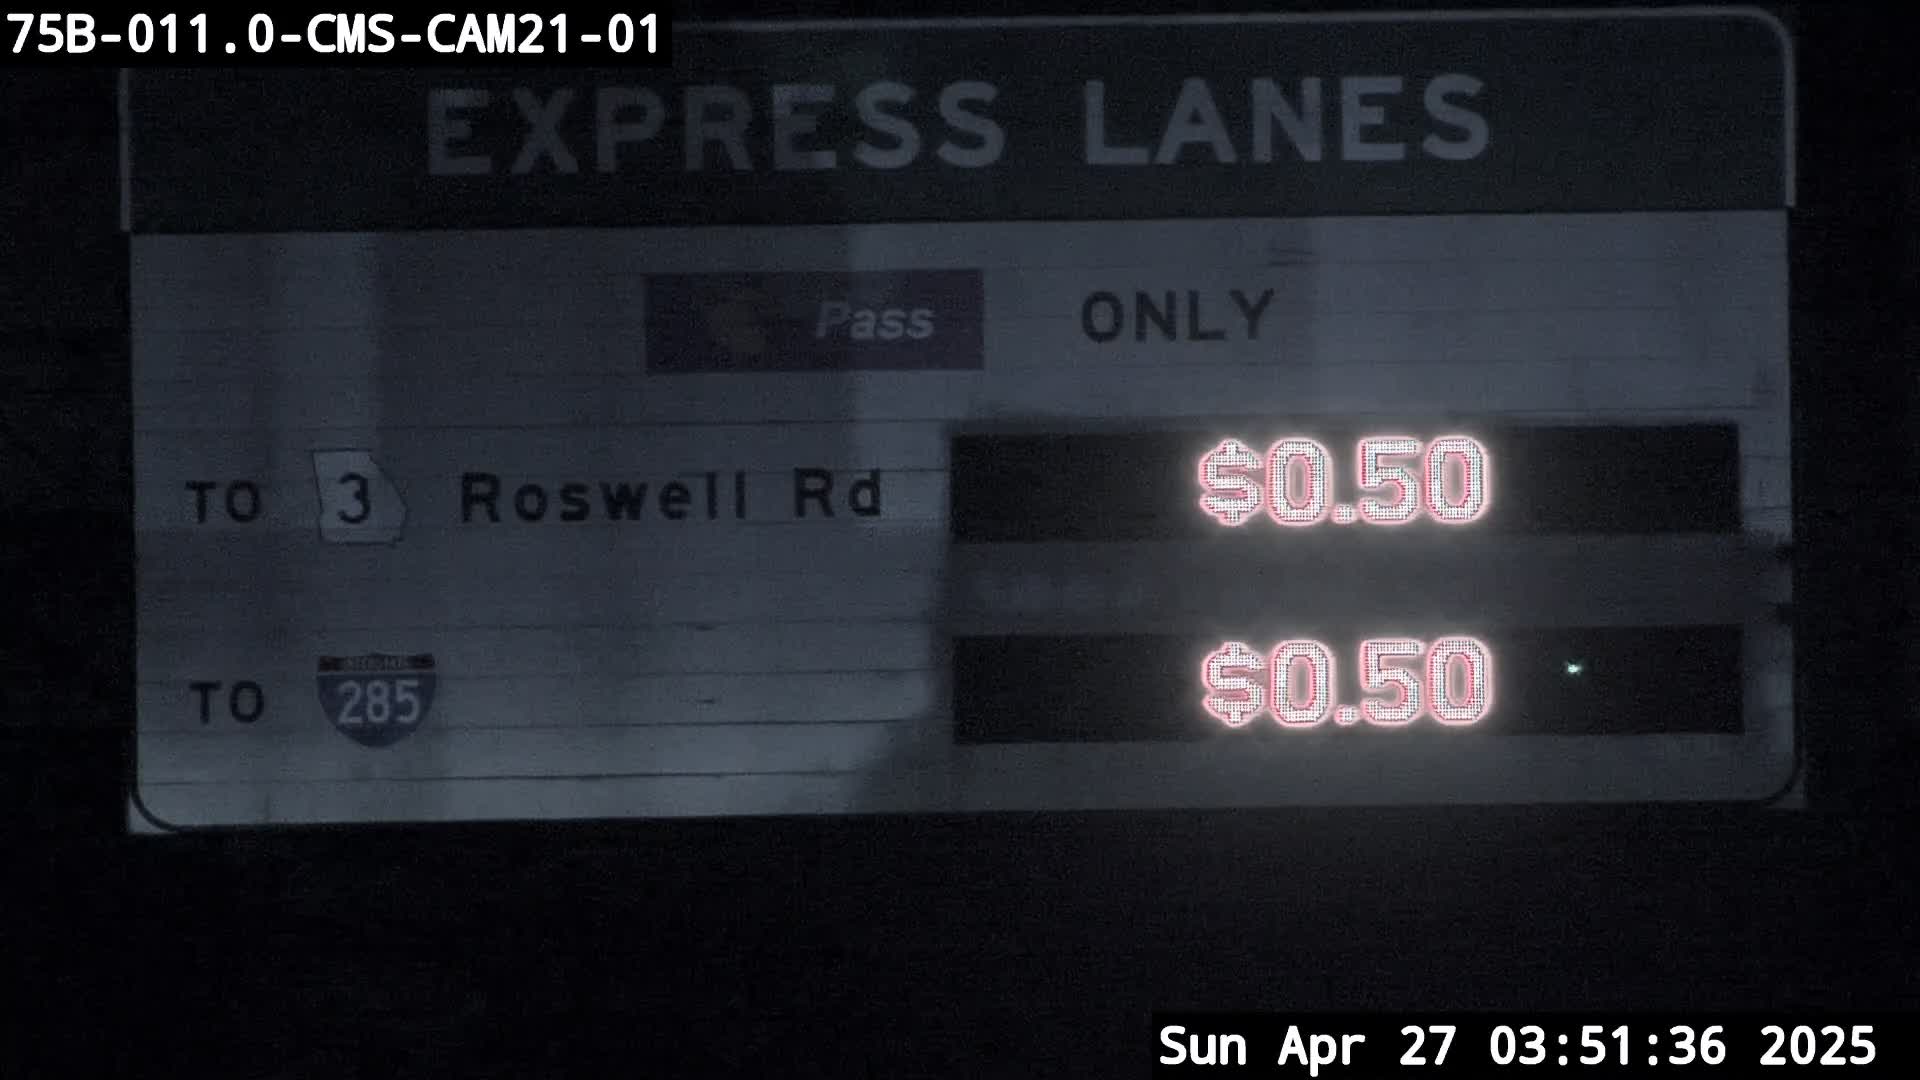 75B-011.0-CMS-CAM21-01
EXPRESS LANES
Pass ONLY
TO 3 Roswell Rd $0.50
TO 285 $0.50
Sun Apr 27 03:51:36 2025